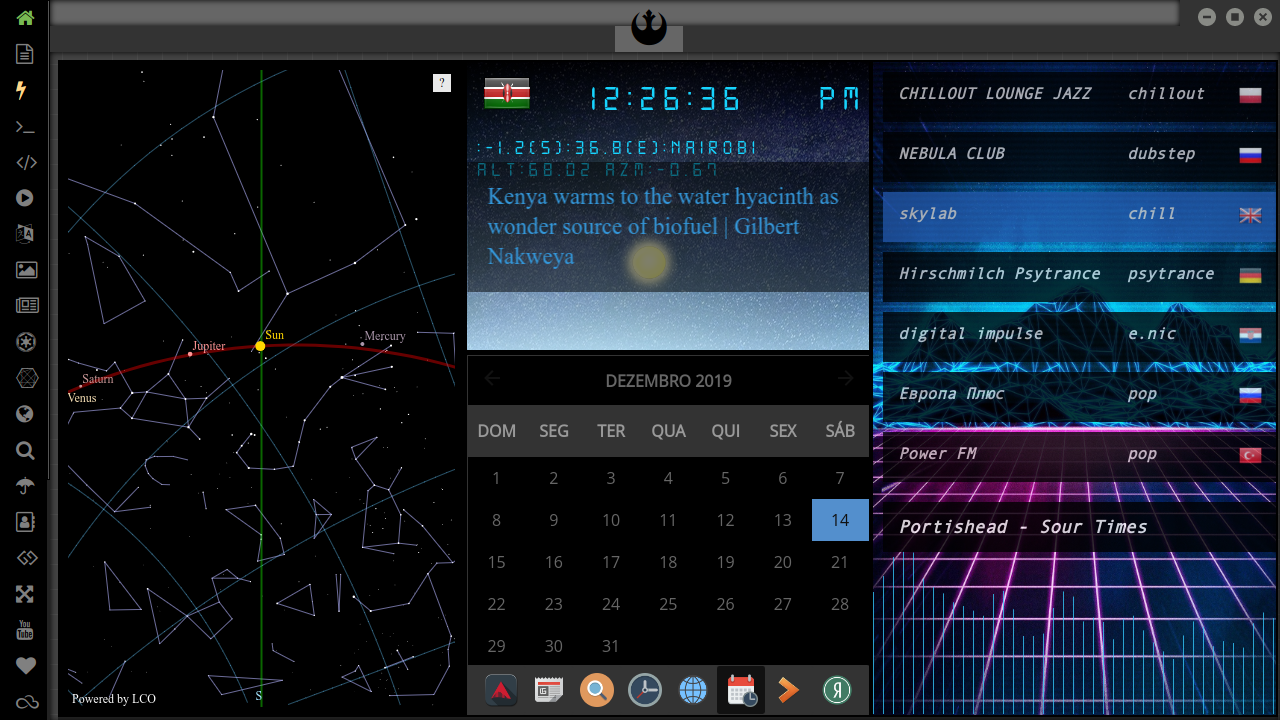 ?
Sun
Mercury
Jupiter
Saturn
Venus
Powered by LCO
S
12:26:36 PM
:-1.2(S):36.8(E):NAIROBI
ALT:68.02 AZM:-0.67
Kenya warms to the water hyacinth as
wonder source of biofuel | Gilbert
Nakweya
DEZEMBRO 2019
DOM SEG TER QUA QUI SEX SÁB
1 2 3 4 5 6 7
8 9 10 11 12 13 14
15 16 17 18 19 20 21
22 23 24 25 26 27 28
29 30 31
Я
CHILLOUT LOUNGE JAZZ chillout
NEBULA CLUB dubstep
skylab chill
Hirschmilch Psytrance psytrance
digital impulse e.nic
Европа Плюс pop
Power FM pop
Portishead - Sour Times
You
Tube